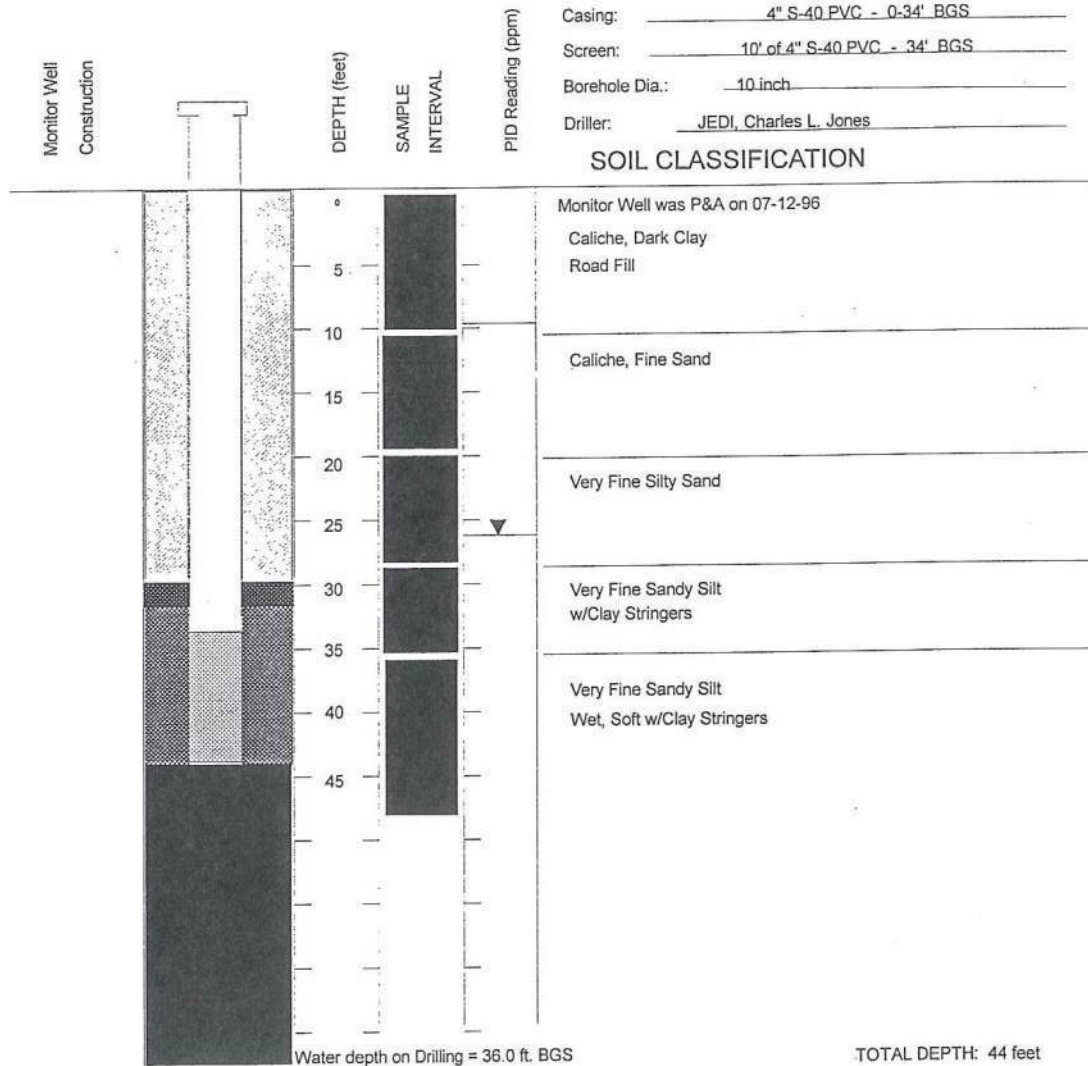 Casing: 4" S-40 PVC - 0-34' BGS
Screen: 10' of 4" S-40 PVC - 34' BGS
Borehole Dia.: 10 inch
Driller: JEDI, Charles L. Jones
Monitor Well
Construction
DEPTH (feet)
SAMPLE
INTERVAL
PID Reading (ppm)
SOIL CLASSIFICATION
0
Monitor Well was P&A on 07-12-96
Caliche, Dark Clay
Road Fill
5
10
Caliche, Fine Sand
15
20
Very Fine Silty Sand
25
30
Very Fine Sandy Silt
w/Clay Stringers
35
Very Fine Sandy Silt
40
Wet, Soft w/Clay Stringers
45
Water depth on Drilling = 36.0 ft. BGS
TOTAL DEPTH: 44 feet